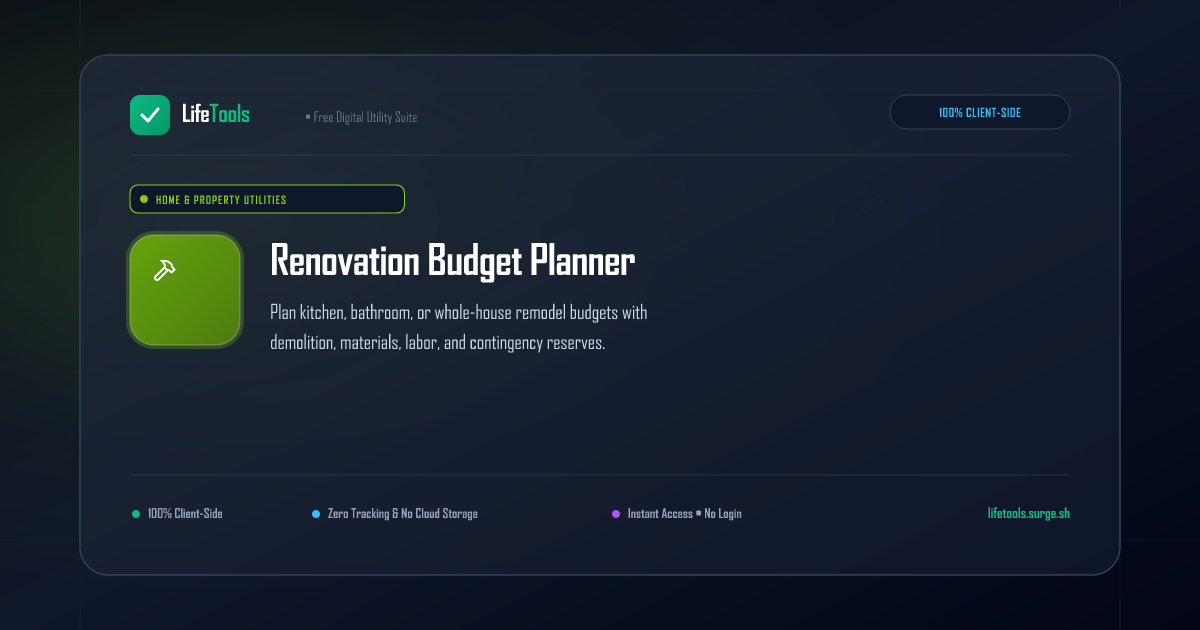 LifeTools
• Free Digital Utility Suite
100% CLIENT-SIDE
HOME & PROPERTY UTILITIES
Renovation Budget Planner
Plan kitchen, bathroom, or whole-house remodel budgets with
demolition, materials, labor, and contingency reserves.
100% Client-Side
Zero Tracking & No Cloud Storage
Instant Access • No Login
lifetools.surge.sh